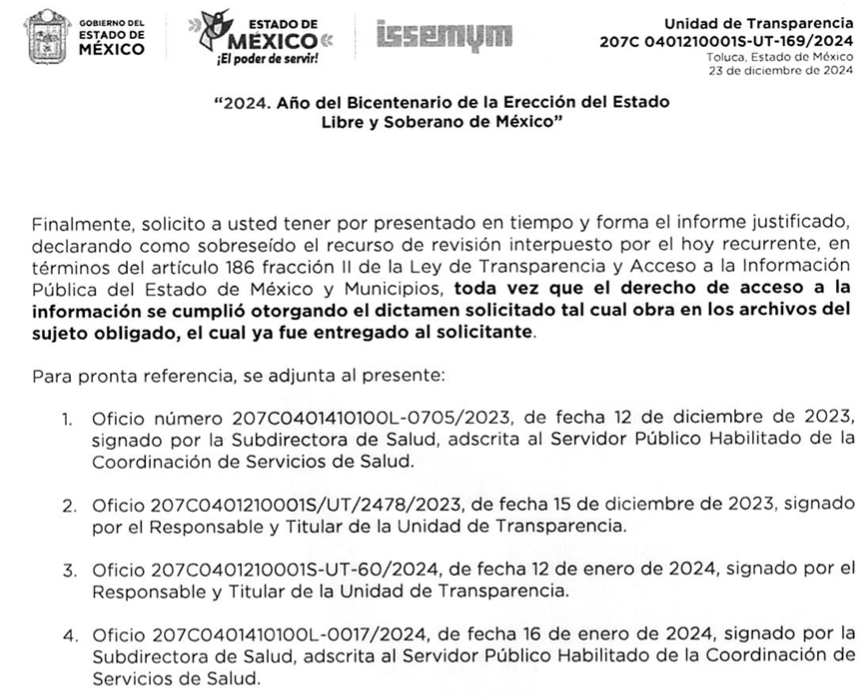 GOBIERNO DEL
ESTADO DE
MÉXICO
ESTADO DE
MÉXICO
¡El poder de servir!
issemym
Unidad de Transparencia
207C 0401210001S-UT-169/2024
Toluca, Estado de México
23 de diciembre de 2024
“2024. Año del Bicentenario de la Erección del Estado
Libre y Soberano de México”
Finalmente, solicito a usted tener por presentado en tiempo y forma el informe justificado,
declarando como sobreseído el recurso de revisión interpuesto por el hoy recurrente, en
términos del artículo 186 fracción II de la Ley de Transparencia y Acceso a la Información
Pública del Estado de México y Municipios, toda vez que el derecho de acceso a la
información se cumplió otorgando el dictamen solicitado tal cual obra en los archivos del
sujeto obligado, el cual ya fue entregado al solicitante.
Para pronta referencia, se adjunta al presente:
1. Oficio número 207C0401410100L-0705/2023, de fecha 12 de diciembre de 2023,
signado por la Subdirectora de Salud, adscrita al Servidor Público Habilitado de la
Coordinación de Servicios de Salud.
2. Oficio 207C0401210001S/UT/2478/2023, de fecha 15 de diciembre de 2023, signado
por el Responsable y Titular de la Unidad de Transparencia.
3. Oficio 207C0401210001S-UT-60/2024, de fecha 12 de enero de 2024, signado por el
Responsable y Titular de la Unidad de Transparencia.
4. Oficio 207C0401410100L-0017/2024, de fecha 16 de enero de 2024, signado por la
Subdirectora de Salud, adscrita al Servidor Público Habilitado de la Coordinación de
Servicios de Salud.